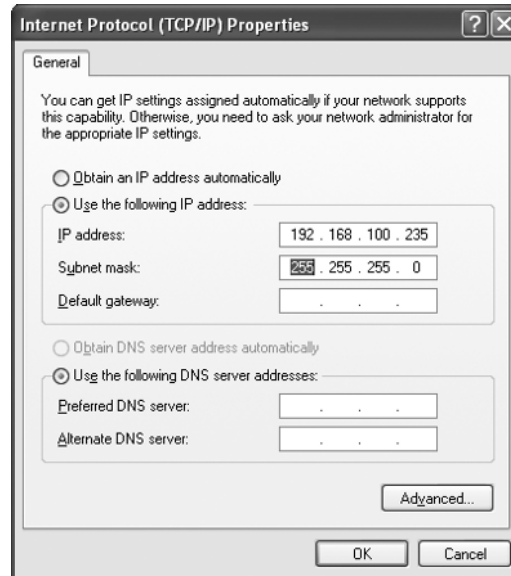 Internet Protocol (TCP/IP) Properties
General
You can get IP settings assigned automatically if your network supports
this capability. Otherwise, you need to ask your network administrator for
the appropriate IP settings.
Obtain an IP address automatically
Use the following IP address:
IP address: 192 . 168 . 100 . 235
Subnet mask: 255 . 255 . 255 . 0
Default gateway: . . .
Obtain DNS server address automatically
Use the following DNS server addresses:
Preferred DNS server: . . .
Alternate DNS server: . . .
Advanced...
OK Cancel